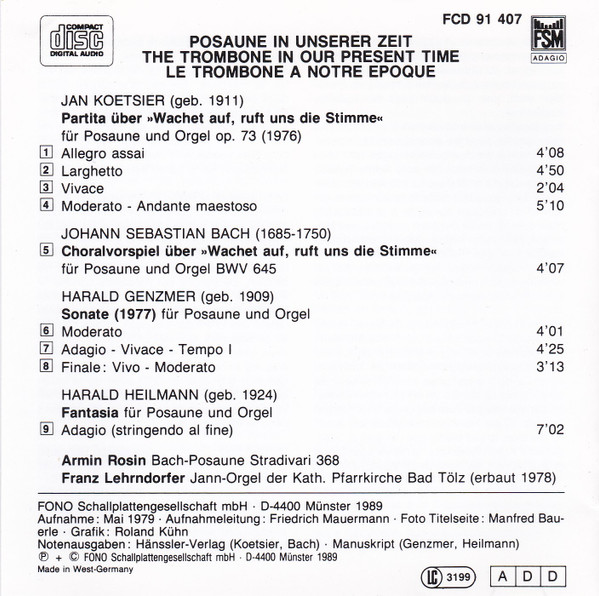 COMPACT
disc
DIGITAL AUDIO
FCD 91 407
FSM
ADAGIO
POSAUNE IN UNSERER ZEIT
THE TROMBONE IN OUR PRESENT TIME
LE TROMBONE A NOTRE EPOQUE
JAN KOETSIER (geb. 1911)
Partita über »Wachet auf, ruft uns die Stimme«
für Posaune und Orgel op. 73 (1976)
1 Allegro assai 4'08
2 Larghetto 4'50
3 Vivace 2'04
4 Moderato - Andante maestoso 5'10
JOHANN SEBASTIAN BACH (1685-1750)
5 Choralvorspiel über »Wachet auf, ruft uns die Stimme«
für Posaune und Orgel BWV 645 4'07
HARALD GENZMER (geb. 1909)
Sonate (1977) für Posaune und Orgel
6 Moderato 4'01
7 Adagio - Vivace - Tempo I 4'25
8 Finale: Vivo - Moderato 3'13
HARALD HEILMANN (geb. 1924)
Fantasia für Posaune und Orgel
9 Adagio (stringendo al fine) 7'02
Armin Rosin Bach-Posaune Stradivari 368
Franz Lehrndorfer Jann-Orgel der Kath. Pfarrkirche Bad Tölz (erbaut 1978)
FONO Schallplattengesellschaft mbH · D-4400 Münster 1989
Aufnahme: Mai 1979 · Aufnahmeleitung: Friedrich Mauermann · Foto Titelseite: Manfred Bau-
erle · Grafik: Roland Kühn
Notenausgaben: Hänssler-Verlag (Koetsier, Bach) · Manuskript (Genzmer, Heilmann)
℗ + © FONO Schallplattengesellschaft mbH · D-4400 Münster 1989
Made in West-Germany
LC 3199
A D D